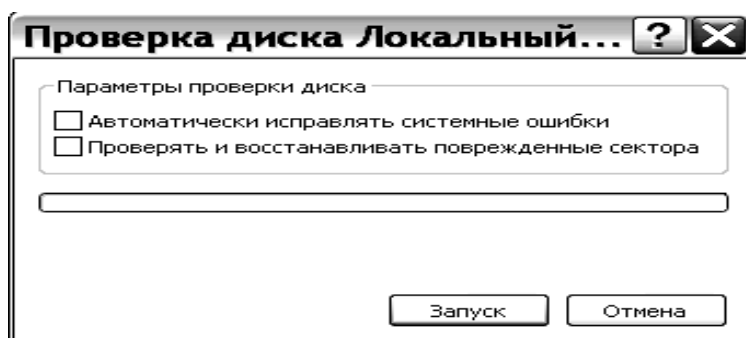 Проверка диска Локальный...
Параметры проверки диска
Автоматически исправлять системные ошибки
Проверять и восстанавливать поврежденные сектора
Запуск Отмена